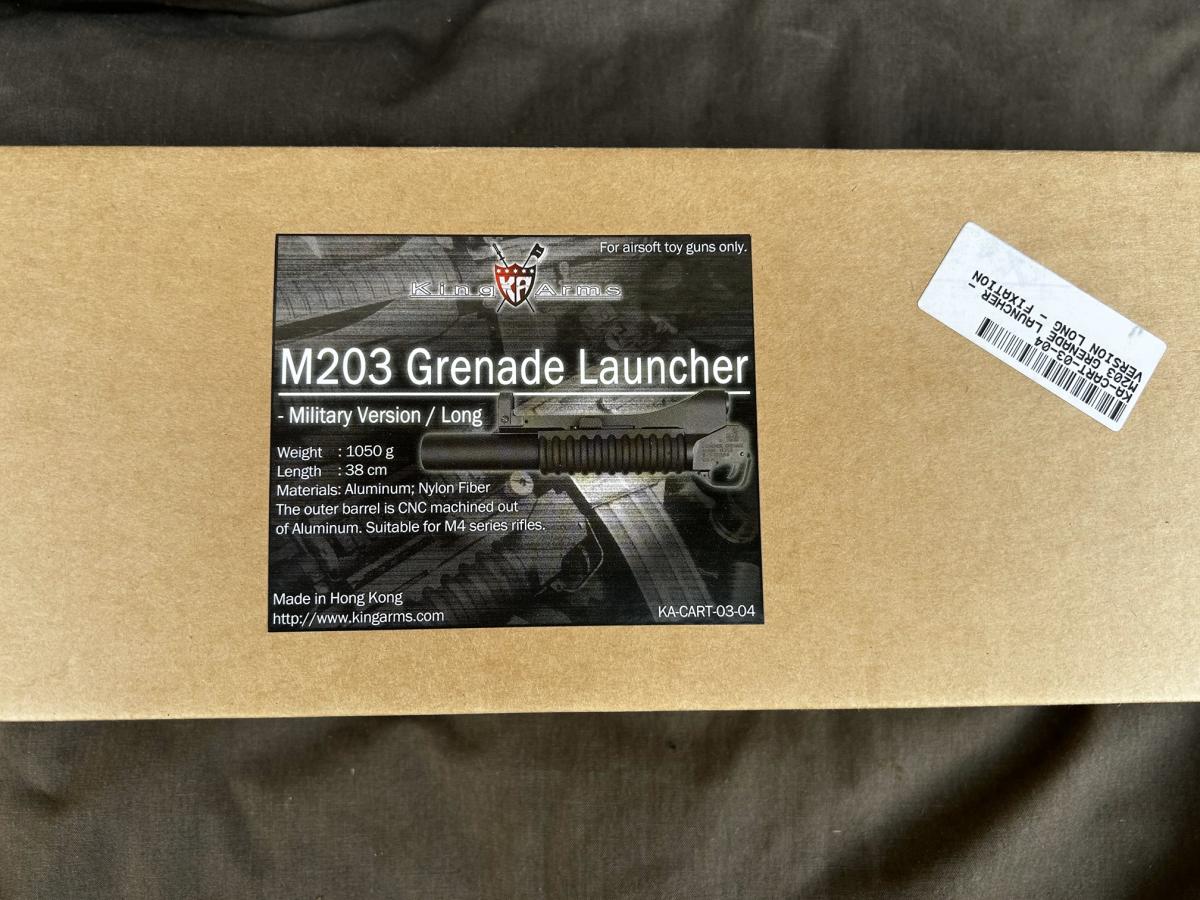 For airsoft toy guns only.
King KA Arms
M203 Grenade Launcher
- Military Version / Long
Weight : 1050 g
Length : 38 cm
Materials: Aluminum; Nylon Fiber
The outer barrel is CNC machined out
of Aluminum. Suitable for M4 series rifles.
Made in Hong Kong
http://www.kingarms.com
KA-CART-03-04
KA-CART-03-04
M203 GRENADE LAUNCHER -
VERSION LONG - FIXATION